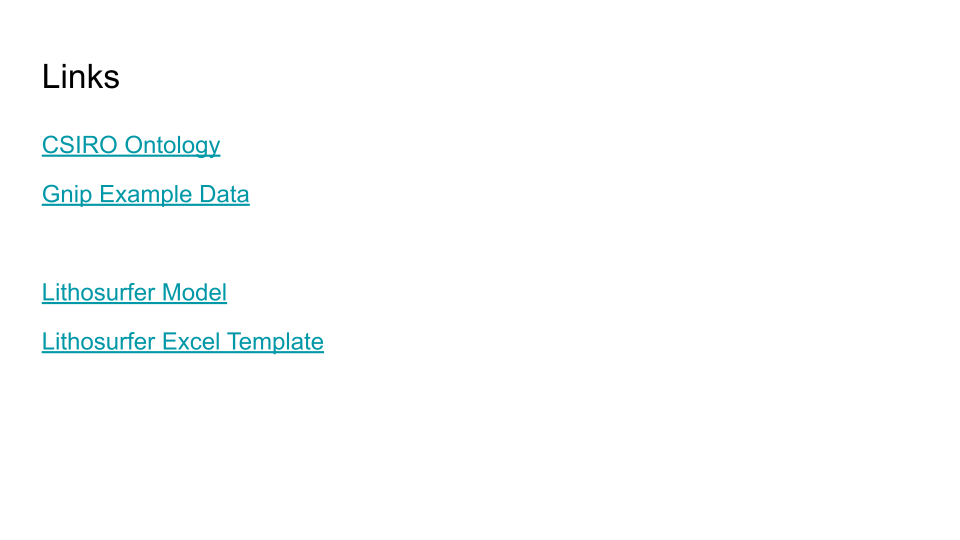 Links
CSIRO Ontology
Gnip Example Data
Lithosurfer Model
Lithosurfer Excel Template